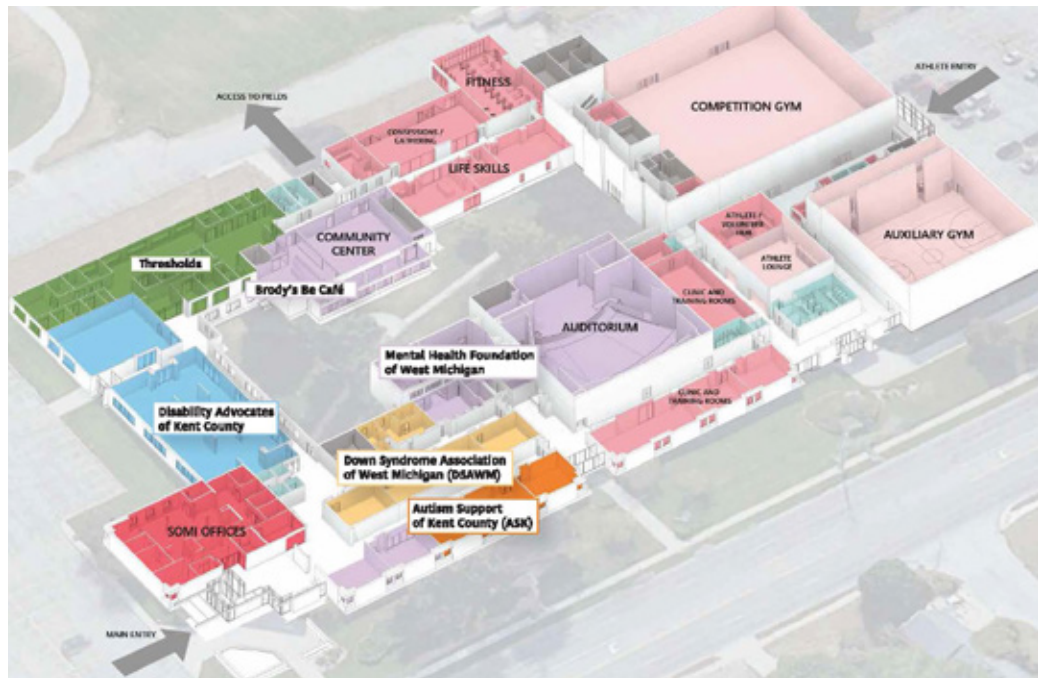 FITNESS
ATHLETE ENTRY
ACCESS TO FIELDS
COMPETITION GYM
CONCESSIONS /
GATHERING
LIFE SKILLS
ATHLETE /
VOLUNTEER
HUB
AUXILIARY GYM
COMMUNITY
CENTER
ATHLETE
LOUNGE
Thresholds
Brody's Be Café
CLINIC AND
TRAINING ROOMS
AUDITORIUM
Mental Health Foundation
of West Michigan
CLINIC AND
TRAINING ROOMS
Disability Advocates
of Kent County
Down Syndrome Association
of West Michigan (DSAWM)
Autism Support
of Kent County (ASK)
SOMI OFFICES
MAIN ENTRY